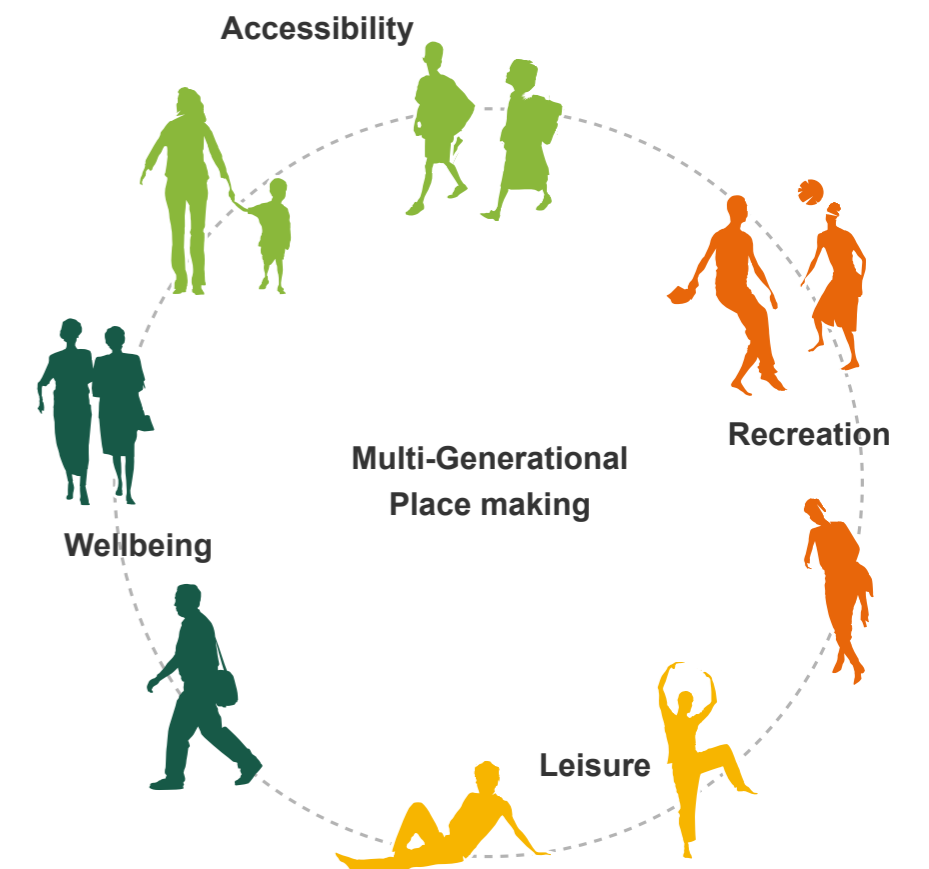 Accessibility
Recreation
Multi-Generational
Place making
Wellbeing
Leisure